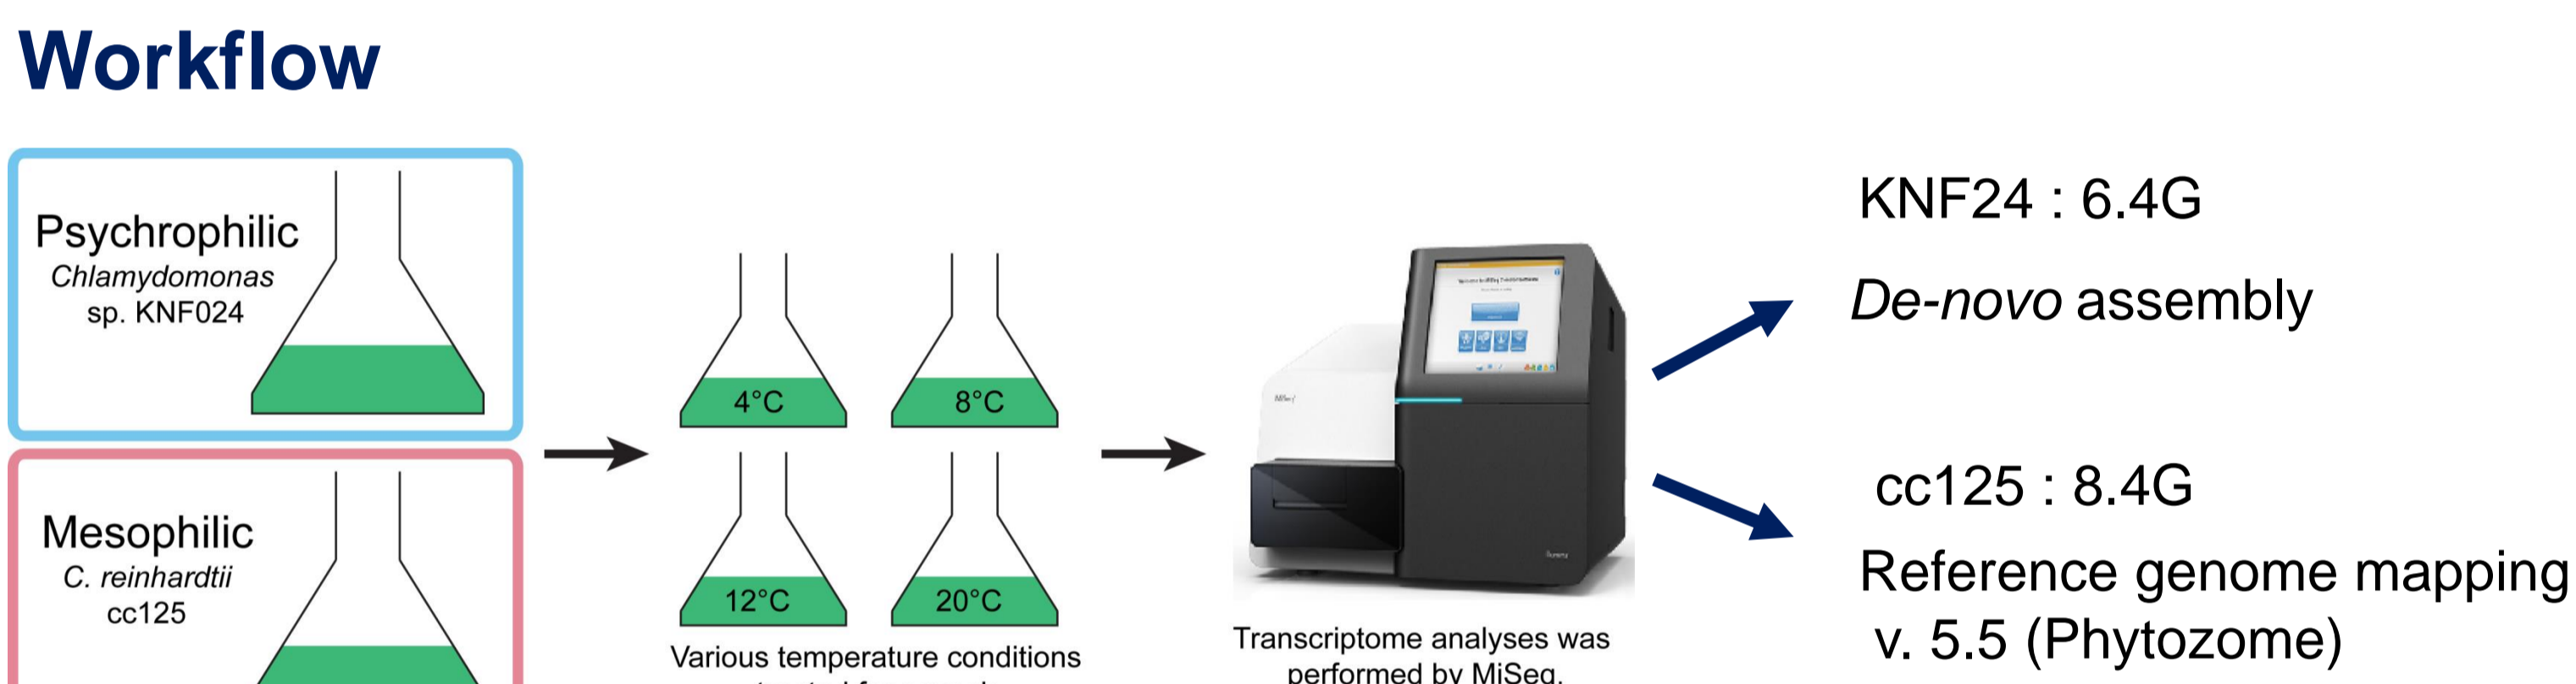 Workflow
Psychrophilic
Chlamydomonas
sp. KNF024
Mesophilic
C. reinhardtii
cc125
4°C
8°C
12°C
20°C
Various temperature conditions
Transcriptome analyses was
performed by MiSeq.
KNF24 : 6.4G
De-novo assembly
cc125 : 8.4G
Reference genome mapping
v. 5.5 (Phytozome)